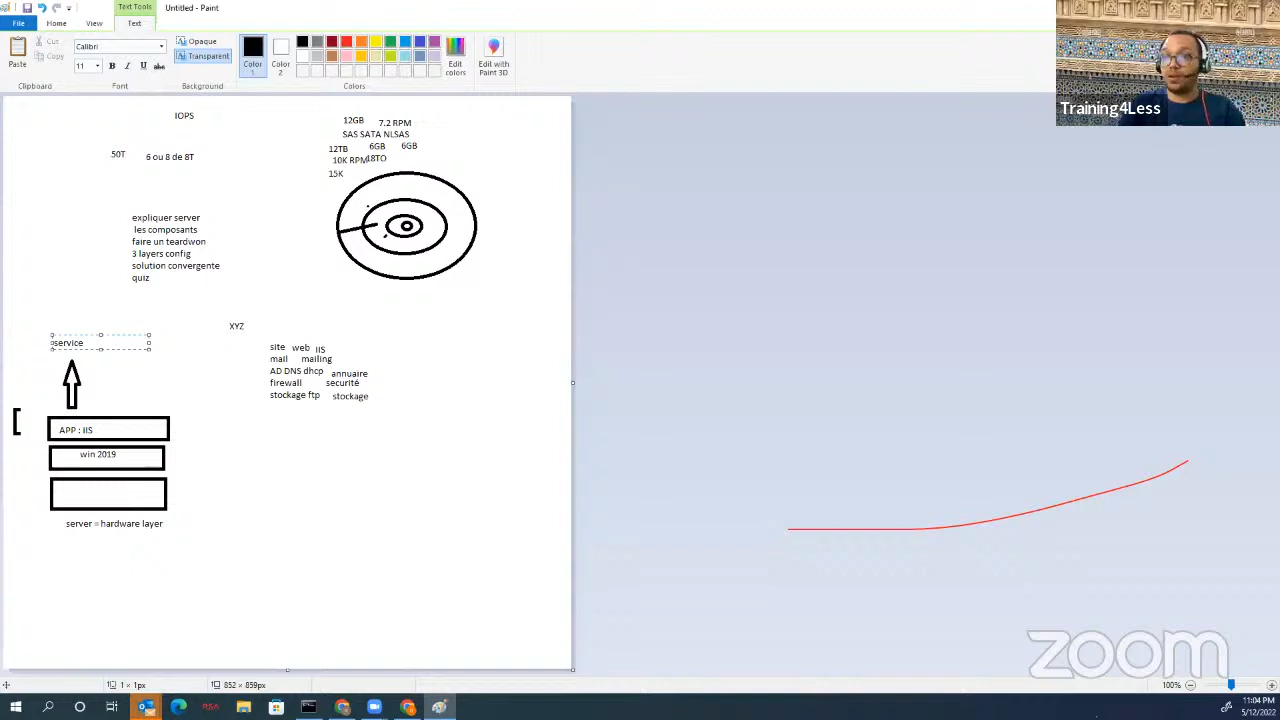 Text Tools
Untitled - Paint
File
Home
View
Text
Paste
Cut
Copy
Clipboard
Calibri
11
B I U abc
Font
Opaque
Transparent
Background
Color 1
Color 2
Edit colors
Edit with Paint 3D
Colors
Training4Less
IOPS
12GB
7.2 RPM
SAS SATA NLSAS
12TB
6GB
6GB
10K RPM
18TO
15K
50T
6 ou 8 de 8T
expliquer server
les composants
faire un teardwon
3 layers config
solution convergente
quiz
XYZ
service
site web IIS
mail mailing
AD DNS dhcp annuaire
firewall securité
stockage ftp stockage
[
APP : IIS
win 2019
server = hardware layer
zoom
1 × 1px
852 × 859px
100%
RSA
11:04 PM
5/12/2022